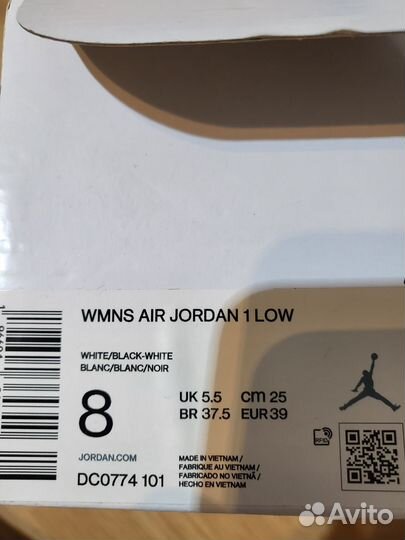 WMNS AIR JORDAN 1 LOW
WHITE/BLACK-WHITE
BLANC/BLANC/NOIR
8
UK 5.5 cm 25
BR 37.5 EUR 39
JORDAN.COM
DC0774 101
MADE IN VIETNAM /
FABRIQUE AU VIETNAM /
FABRICADO NO VIETNÃ /
HECHO EN VIETNAM
RFID
Avito